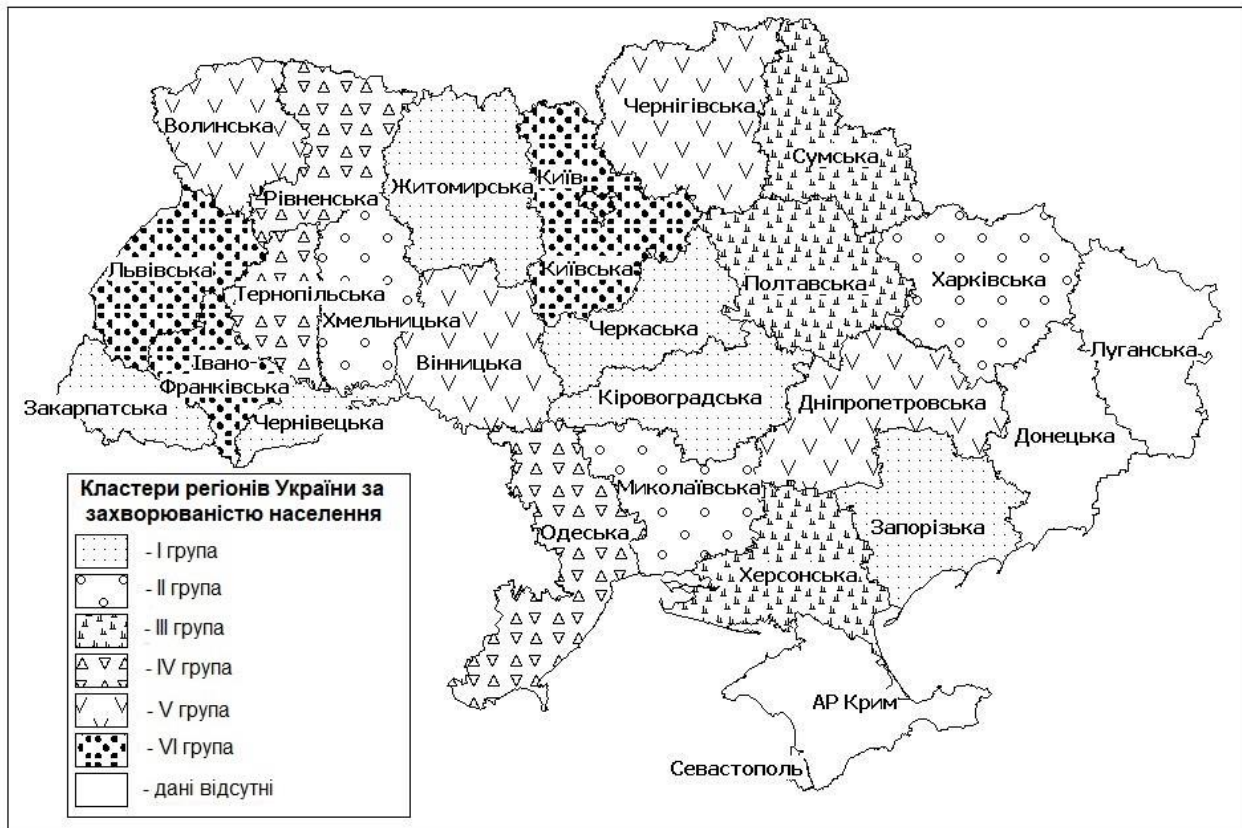 Чернігівська
Волинська
Сумська
Житомирська
Київ
Рівненська
Львівська
Київська
Харківська
Тернопільська
Полтавська
Хмельницька
Черкаська
Луганська
Вінницька
Івано-
Франківська
Кіровоградська
Закарпатська
Чернівецька
Дніпропетровська
Донецька
Миколаївська
Запорізька
Одеська
Херсонська
АР Крим
Севастополь
Кластери регіонів України за
захворюваністю населення
- I група
- II група
- III група
- IV група
- V група
- VI група
- дані відсутні